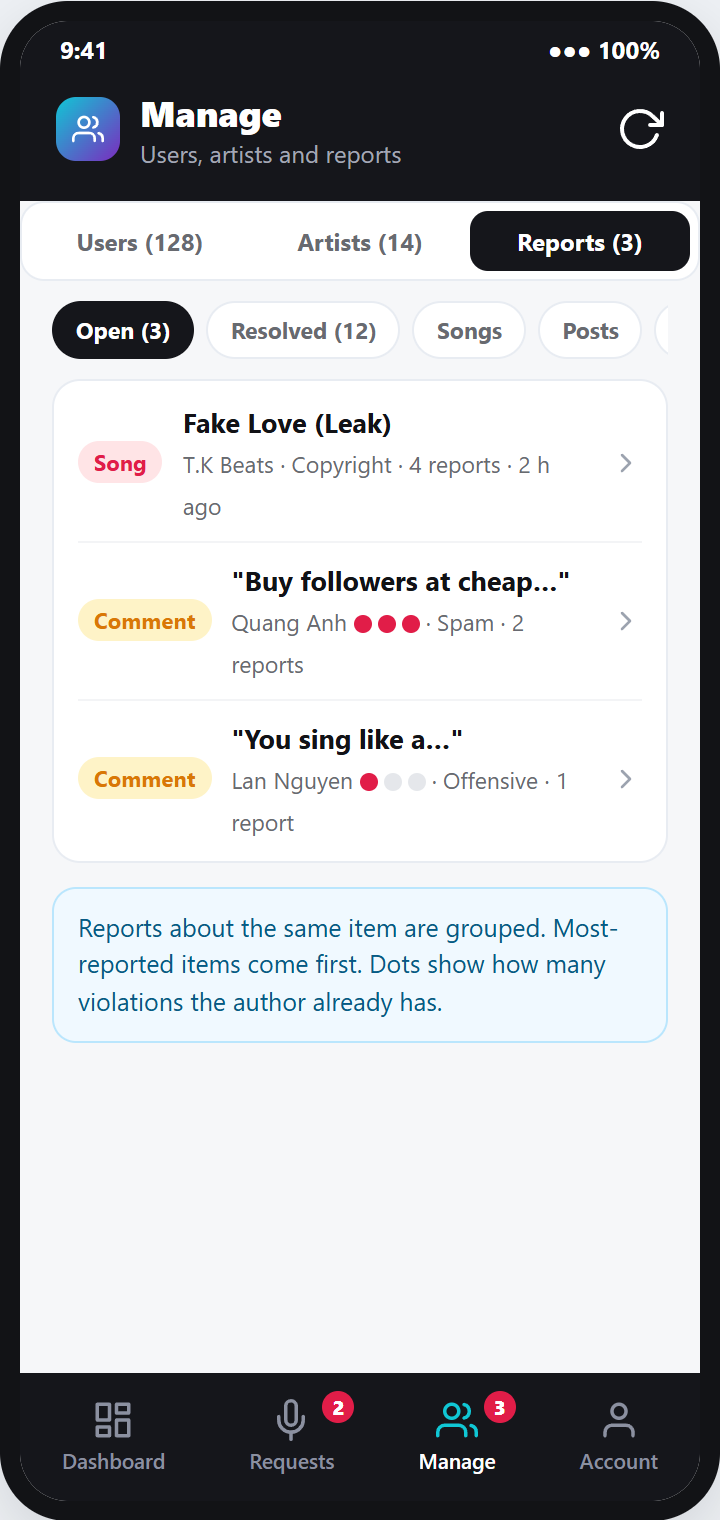 9:41
●●● 100%
Manage
Users, artists and reports
Users (128)
Artists (14)
Reports (3)
Open (3)
Resolved (12)
Songs
Posts
Fake Love (Leak)
Song
T.K Beats · Copyright · 4 reports · 2 h
ago
"Buy followers at cheap..."
Comment
Quang Anh · Spam · 2
reports
"You sing like a..."
Comment
Lan Nguyen · Offensive · 1
report
Reports about the same item are grouped. Most-
reported items come first. Dots show how many
violations the author already has.
2
3
Dashboard
Requests
Manage
Account